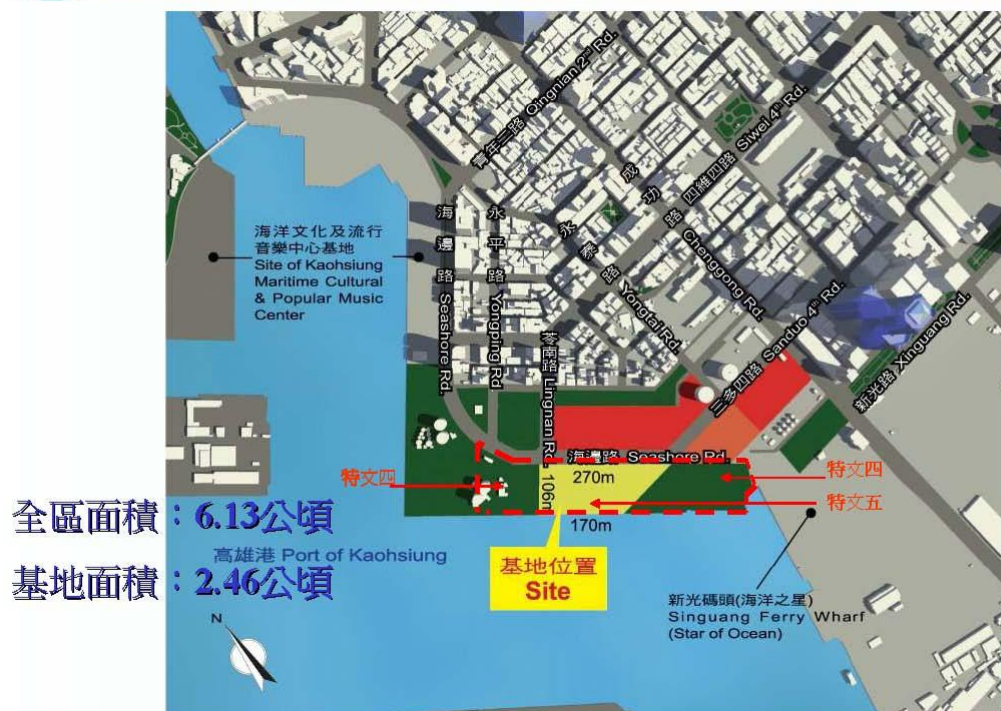 青年二路 Qingnian 2nd Rd.
成功路 Chenggong Rd.
四維四路 Siwei 4th Rd.
海邊路 Seashore Rd.
永平路 Yongping Rd.
永泰路 Yongtai Rd.
苓南路 Lingnan Rd.
三多四路 Sanduo 4th Rd.
新光路 Xinguang Rd.
海洋文化及流行
音樂中心基地
Site of Kaohsiung
Maritime Cultural
& Popular Music
Center
海邊路 Seashore Rd.
特文四
270m
106m
特文四
特文五
170m
全區面積：6.13公頃
高雄港 Port of Kaohsiung
基地面積：2.46公頃
基地位置
Site
新光碼頭(海洋之星)
Singuang Ferry Wharf
(Star of Ocean)
N